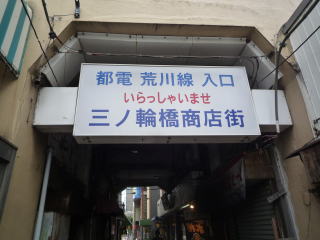 都電 荒川線 入口
いらっしゃいませ
三ノ輪橋商店街